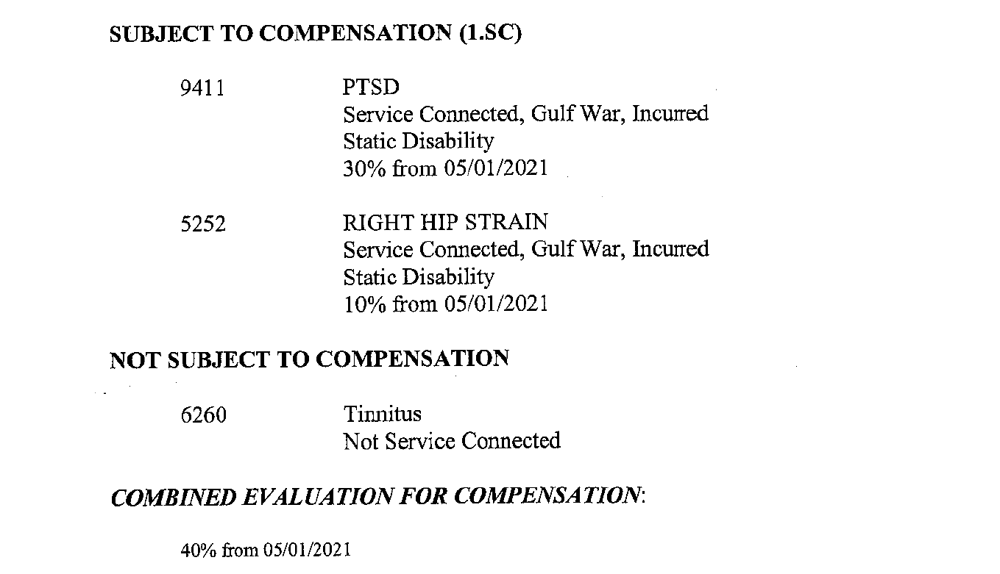 SUBJECT TO COMPENSATION (1.SC)
9411 PTSD
Service Connected, Gulf War, Incurred
Static Disability
30% from 05/01/2021
5252 RIGHT HIP STRAIN
Service Connected, Gulf War, Incurred
Static Disability
10% from 05/01/2021
NOT SUBJECT TO COMPENSATION
6260 Tinnitus
Not Service Connected
COMBINED EVALUATION FOR COMPENSATION:
40% from 05/01/2021